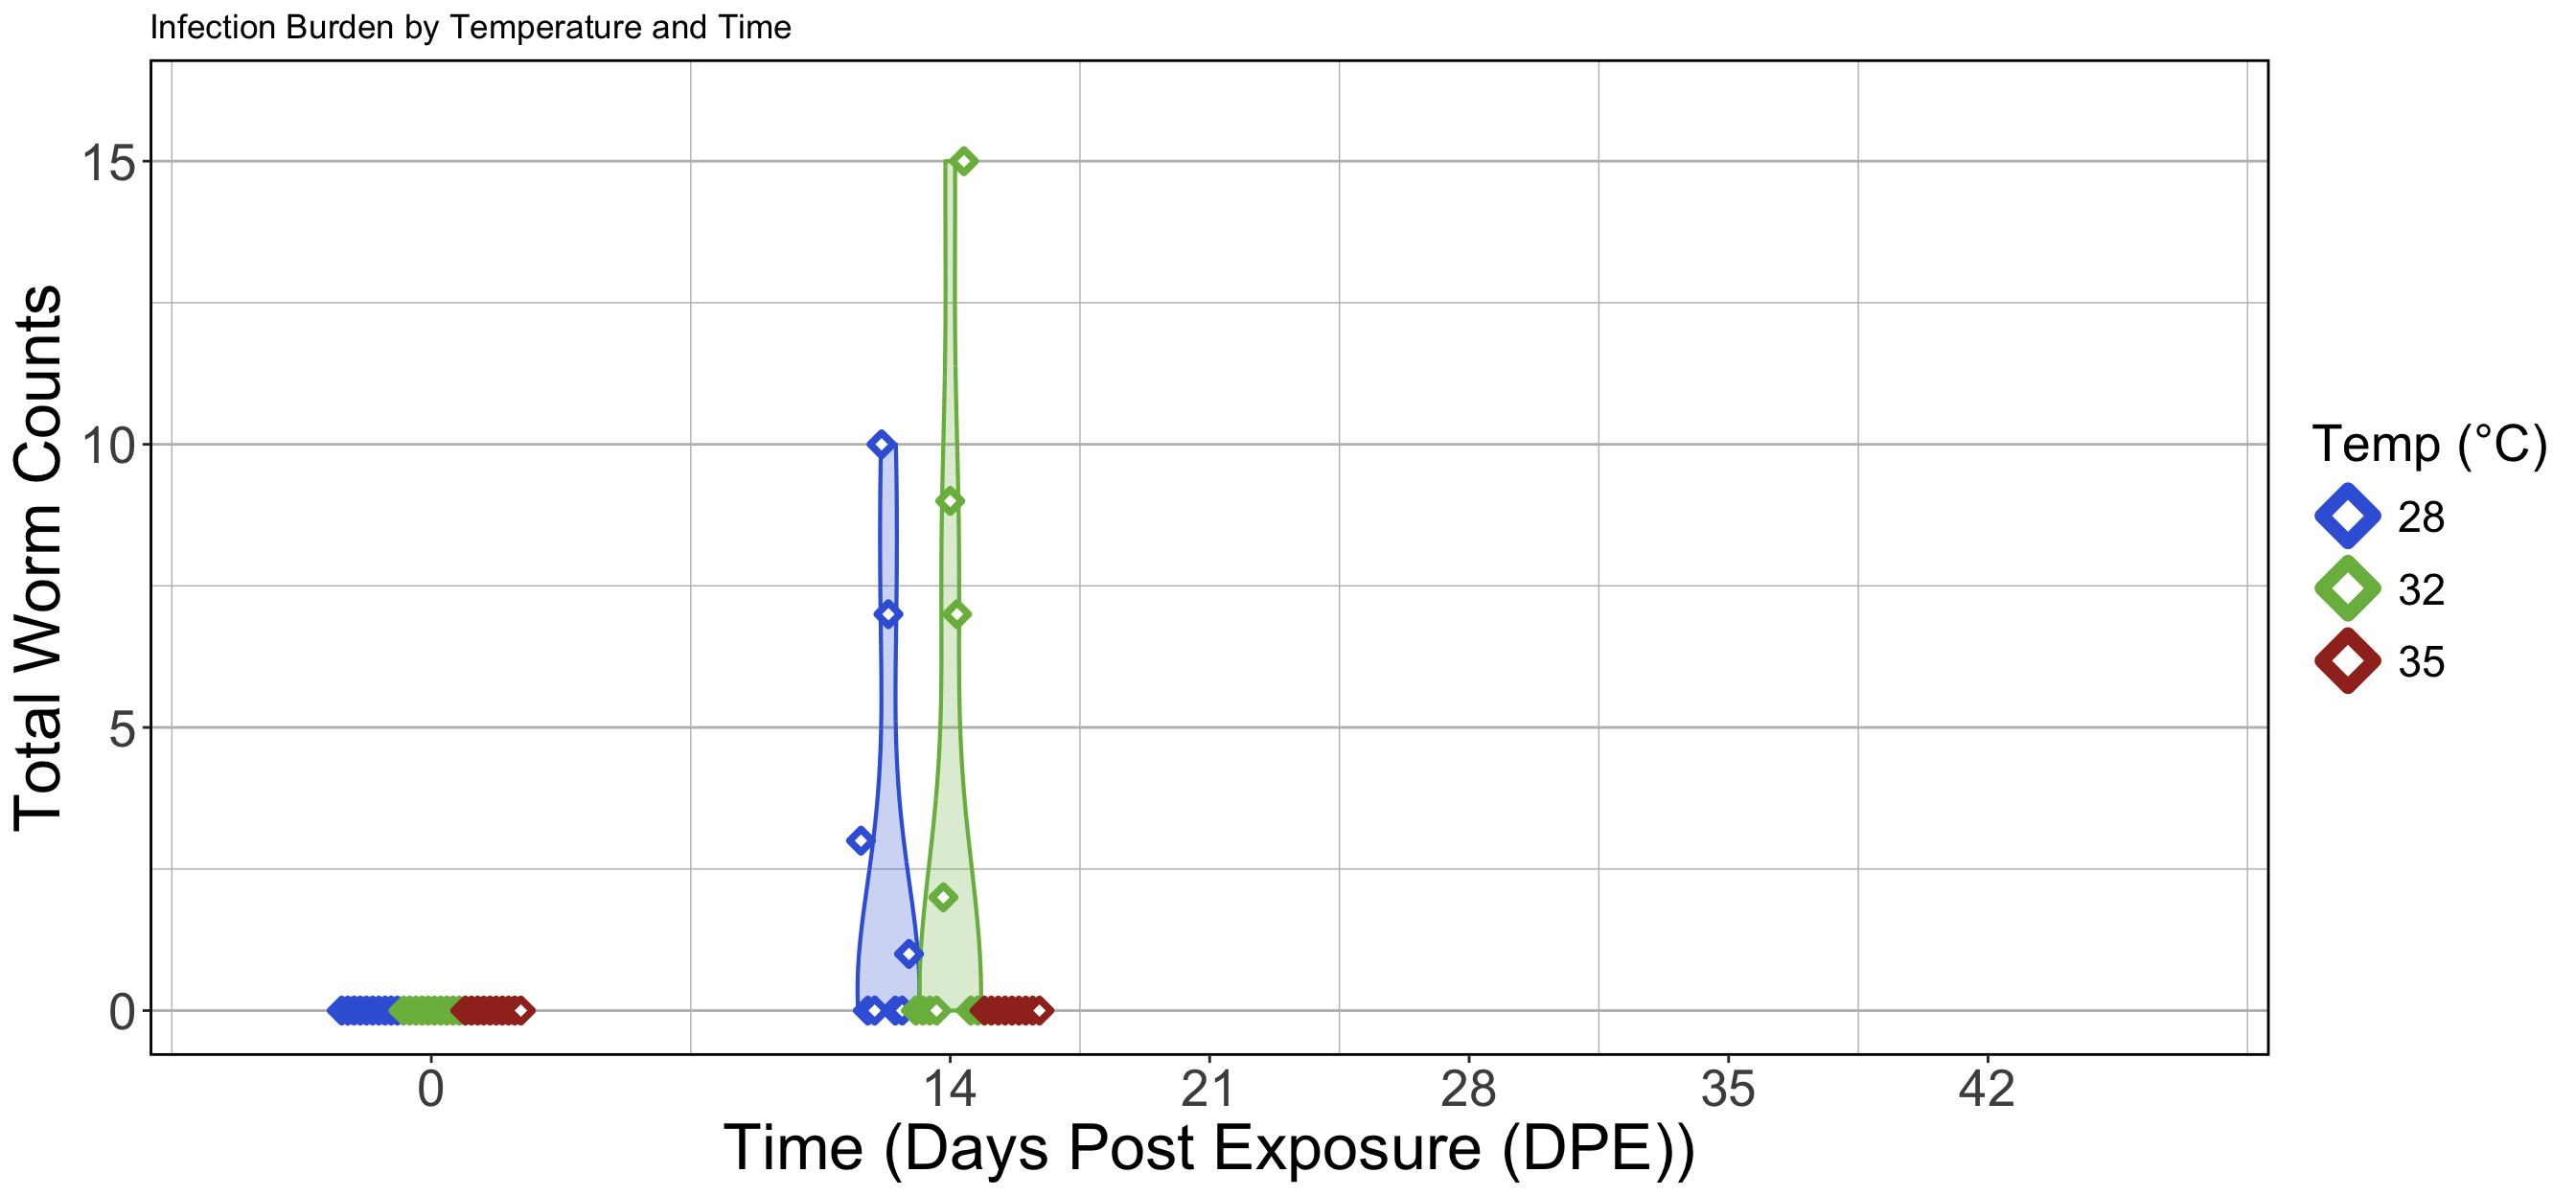 Infection Burden by Temperature and Time
Total Worm Counts
15
10
5
0
0 14 21 28 35 42
Time (Days Post Exposure (DPE))
Temp (°C)
28
32
35